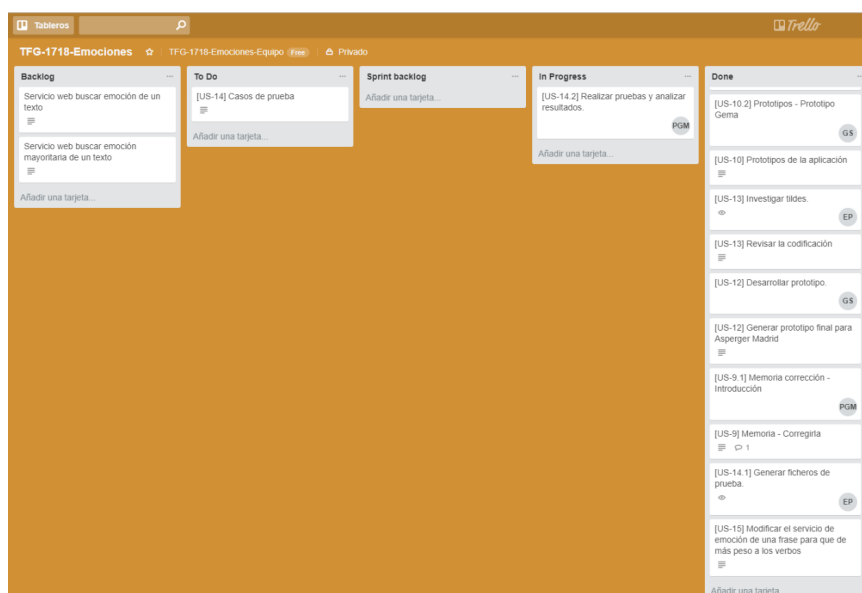 Tableros
Trello
TFG-1718-Emociones
TFG-1718-Emociones-Equipo Free
Privado
Backlog
Servicio web buscar emoción de un
texto
Servicio web buscar emoción
mayoritaria de un texto
Añadir una tarjeta...
To Do
[US-14] Casos de prueba
Añadir una tarjeta...
Sprint backlog
Añadir una tarjeta...
In Progress
[US-14.2] Realizar pruebas y analizar
resultados.
PGM
Añadir una tarjeta...
Done
[US-10.2] Prototipos - Prototipo
Gema
GS
[US-10] Prototipos de la aplicación
[US-13] Investigar tildes.
EP
[US-13] Revisar la codificación
[US-12] Desarrollar prototipo.
GS
[US-12] Generar prototipo final para
Asperger Madrid
[US-9.1] Memoria corrección -
Introducción
PGM
[US-9] Memoria - Corregirla
1
[US-14.1] Generar ficheros de
prueba.
EP
[US-15] Modificar el servicio de
emoción de una frase para que de
más peso a los verbos
Añadir una tarjeta